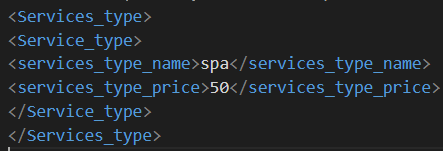 <Services_type>
<Service_type>
<services_type_name>spa</services_type_name>
<services_type_price>50</services_type_price>
</Service_type>
</Services_type>